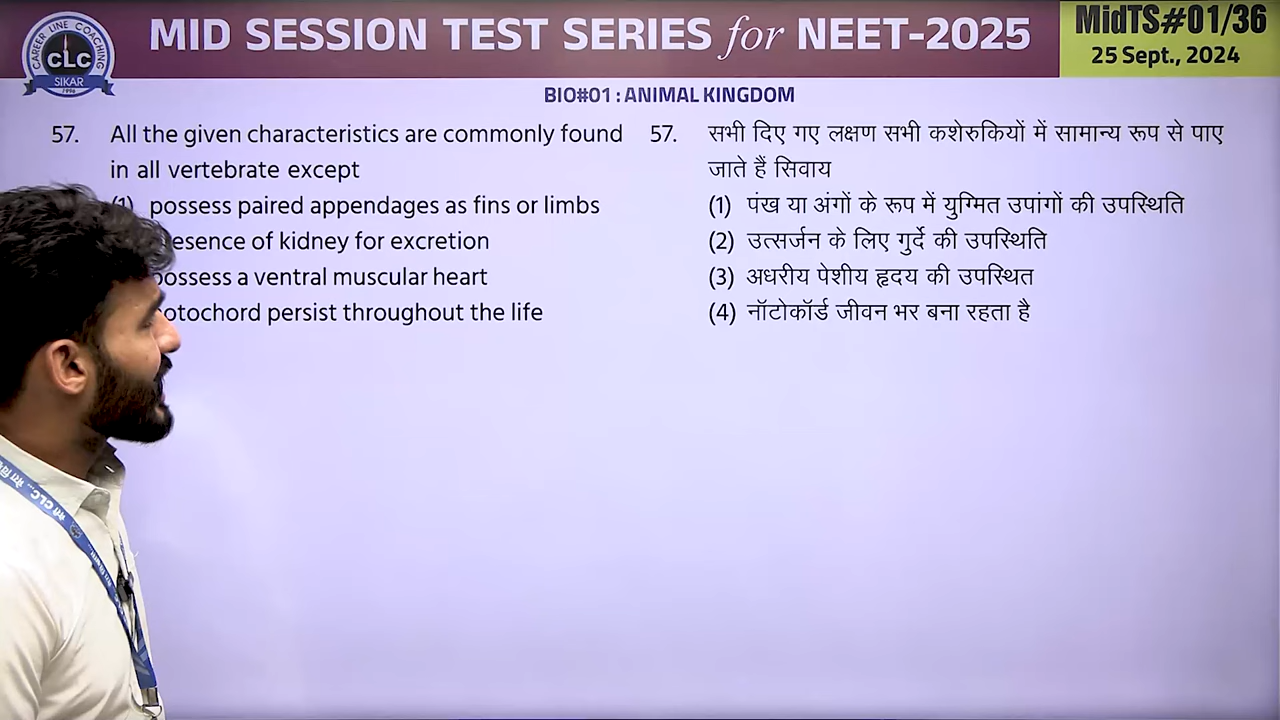 MID SESSION TEST SERIES for NEET-2025
MidTS#01/36
25 Sept., 2024
CAREER LINE COACHING
CLC
SIKAR
1996
BIO#01 : ANIMAL KINGDOM
57. All the given characteristics are commonly found
in all vertebrate except
(1) possess paired appendages as fins or limbs
esence of kidney for excretion
possess a ventral muscular heart
otochord persist throughout the life
57. सभी दिए गए लक्षण सभी कशेरुकियों में सामान्य रूप से पाए
जाते हैं सिवाय
(1) पंख या अंगों के रूप में युग्मित उपांगों की उपस्थिति
(2) उत्सर्जन के लिए गुर्दे की उपस्थिति
(3) अधरीय पेशीय हृदय की उपस्थित
(4) नॉटोकॉर्ड जीवन भर बना रहता है